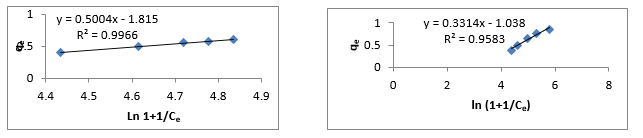 1
y = 0.5004x - 1.815
R² = 0.9966
0.5
0
4.4 4.5 4.6 4.7 4.8 4.9
Ln 1+1/Cₑ
1
y = 0.3314x - 1.038
R² = 0.9583
0.5
qₑ
0
0 2 4 6 8
ln (1+1/Cₑ)